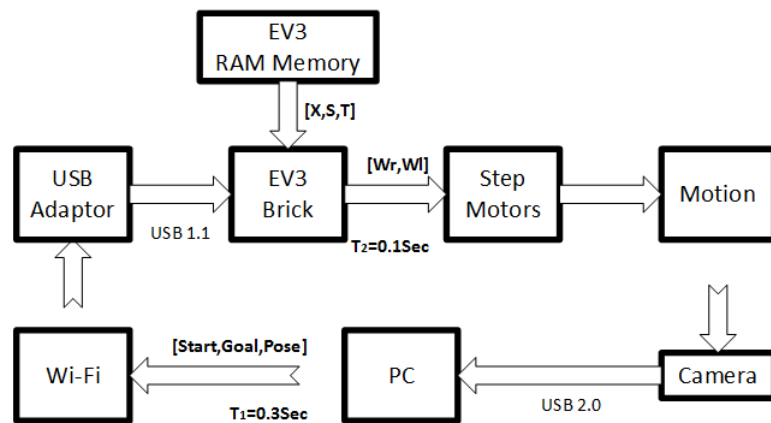 EV3
RAM Memory
[X,S,T]
USB
Adaptor
USB 1.1
EV3
Brick
[Wr,Wl]
T₂=0.1Sec
Step
Motors
Motion
Wi-Fi
[Start,Goal,Pose]
T₁=0.3Sec
PC
USB 2.0
Camera